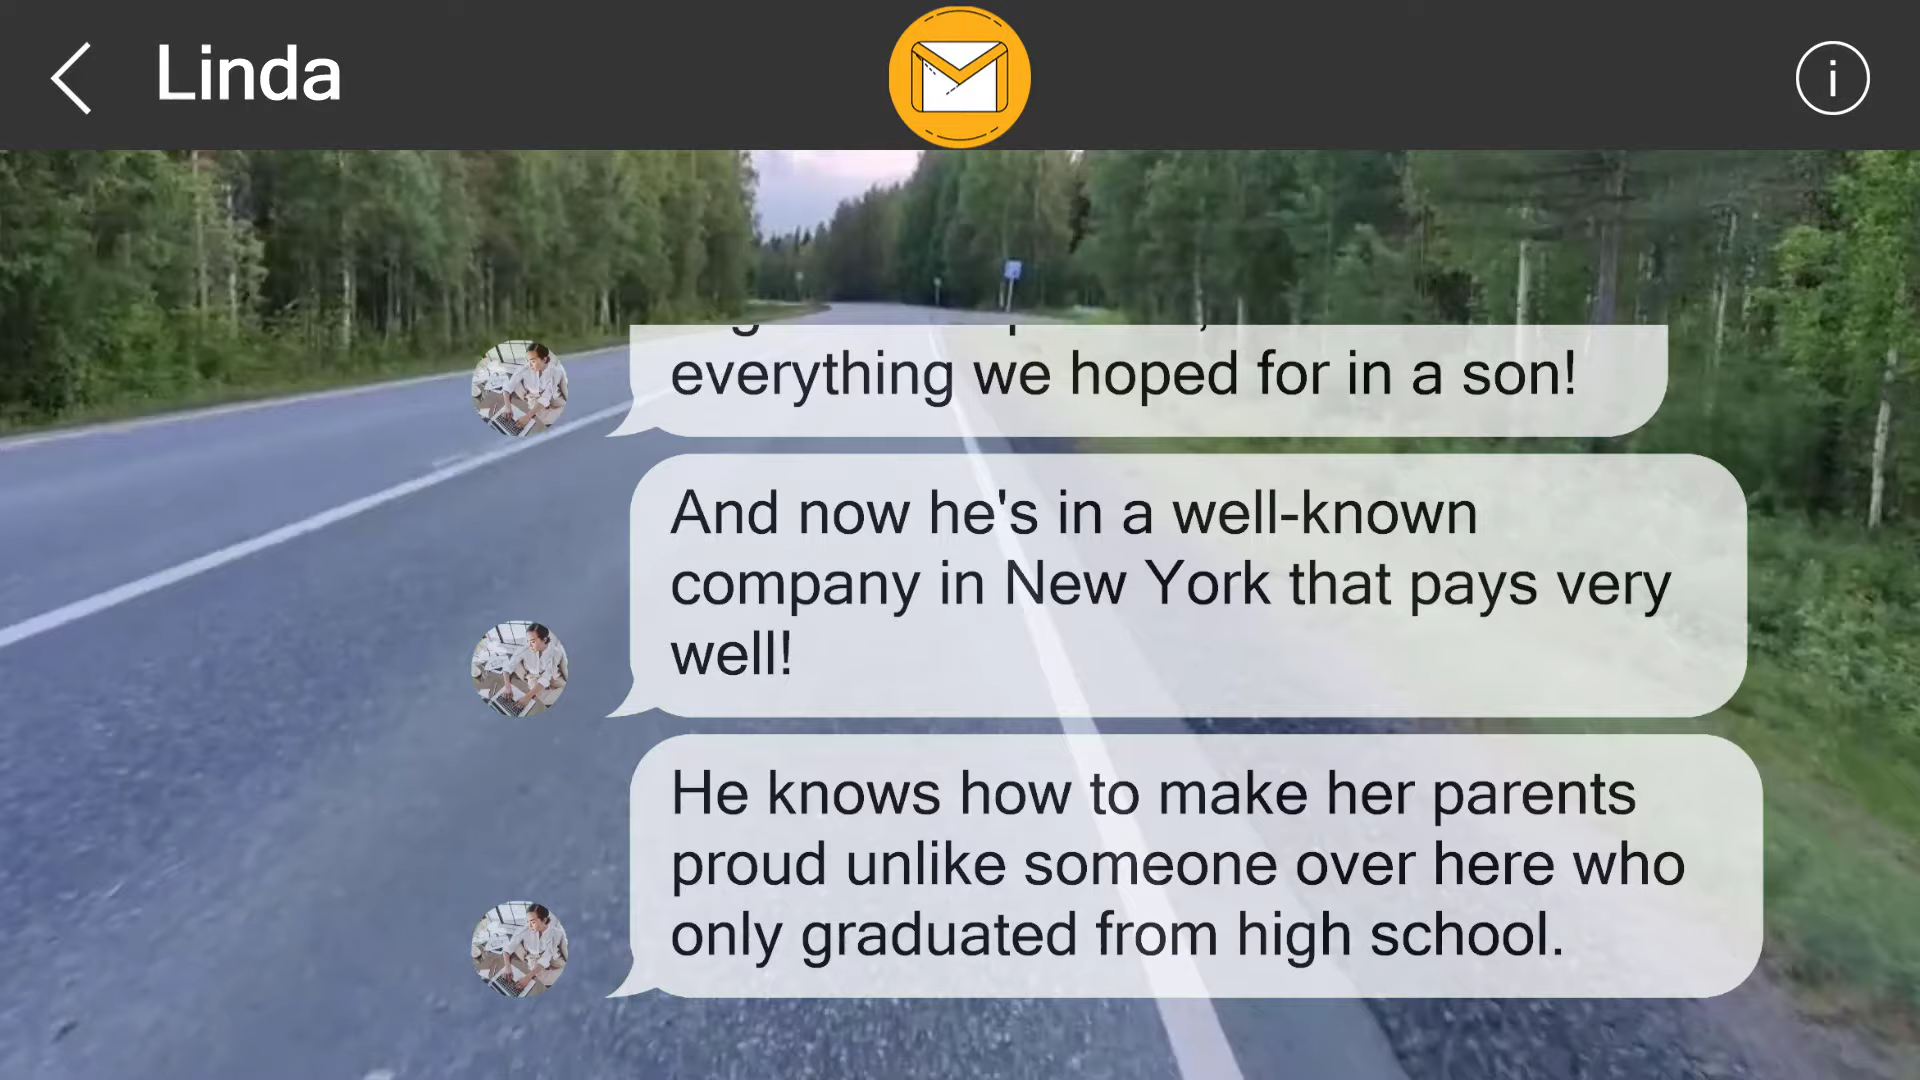 Linda
everything we hoped for in a son!
And now he's in a well-known
company in New York that pays very
well!
He knows how to make her parents
proud unlike someone over here who
only graduated from high school.